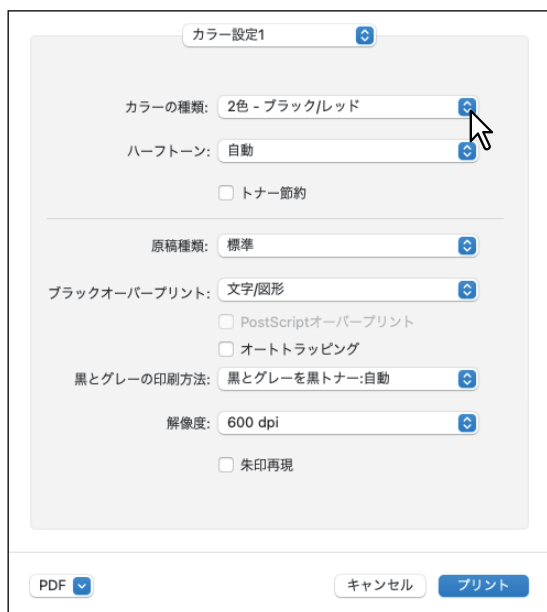 カラー設定1
カラーの種類: 2色 - ブラック/レッド
ハーフトーン: 自動
トナー節約
原稿種類: 標準
ブラックオーバープリント: 文字/図形
PostScriptオーバープリント
オートトラッピング
黒とグレーの印刷方法: 黒とグレーを黒トナー:自動
解像度: 600 dpi
朱印再現
PDF キャンセル プリント